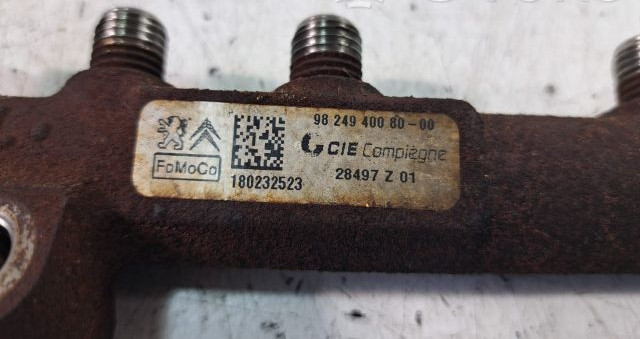 98 249 400 80-00
CIE Compiègne
FoMoCo
180232523
28497 Z 01